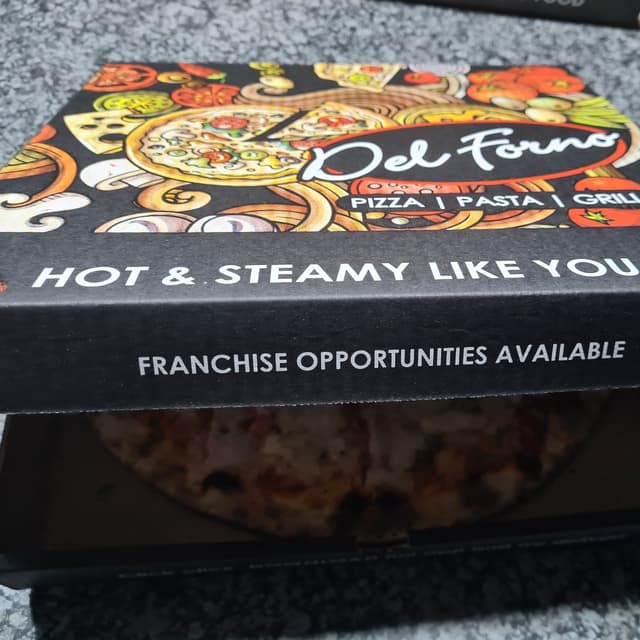 Del Forno
PIZZA | PASTA | GRILL
HOT & STEAMY LIKE YOU
FRANCHISE OPPORTUNITIES AVAILABLE